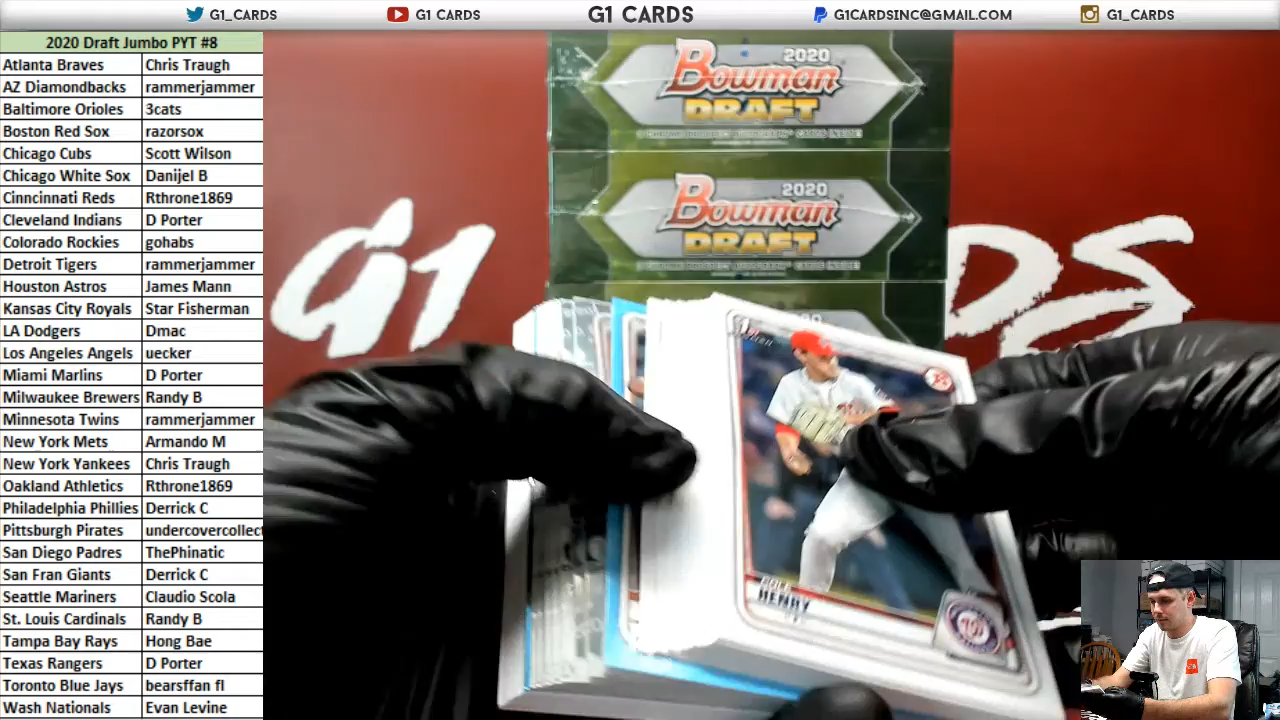 G1_CARDS
G1 CARDS
G1 CARDS
G1CARDSINC@GMAIL.COM
G1_CARDS
2020 Draft Jumbo PYT #8
Atlanta Braves Chris Traugh
AZ Diamondbacks rammerjammer
Baltimore Orioles 3cats
Boston Red Sox razorsox
Chicago Cubs Scott Wilson
Chicago White Sox Danijel B
Cinncinnati Reds Rthrone1869
Cleveland Indians D Porter
Colorado Rockies gohabs
Detroit Tigers rammerjammer
Houston Astros James Mann
Kansas City Royals Star Fisherman
LA Dodgers Dmac
Los Angeles Angels uecker
Miami Marlins D Porter
Milwaukee Brewers Randy B
Minnesota Twins rammerjammer
New York Mets Armando M
New York Yankees Chris Traugh
Oakland Athletics Rthrone1869
Philadelphia Phillies Derrick C
Pittsburgh Pirates undercovercollect
San Diego Padres ThePhinatic
San Fran Giants Derrick C
Seattle Mariners Claudio Scola
St. Louis Cardinals Randy B
Tampa Bay Rays Hong Bae
Texas Rangers D Porter
Toronto Blue Jays bearsffan fl
Wash Nationals Evan Levine
2020
Bowman
DRAFT
2020
Bowman
DRAFT
G1
DS
COLE
HENRY